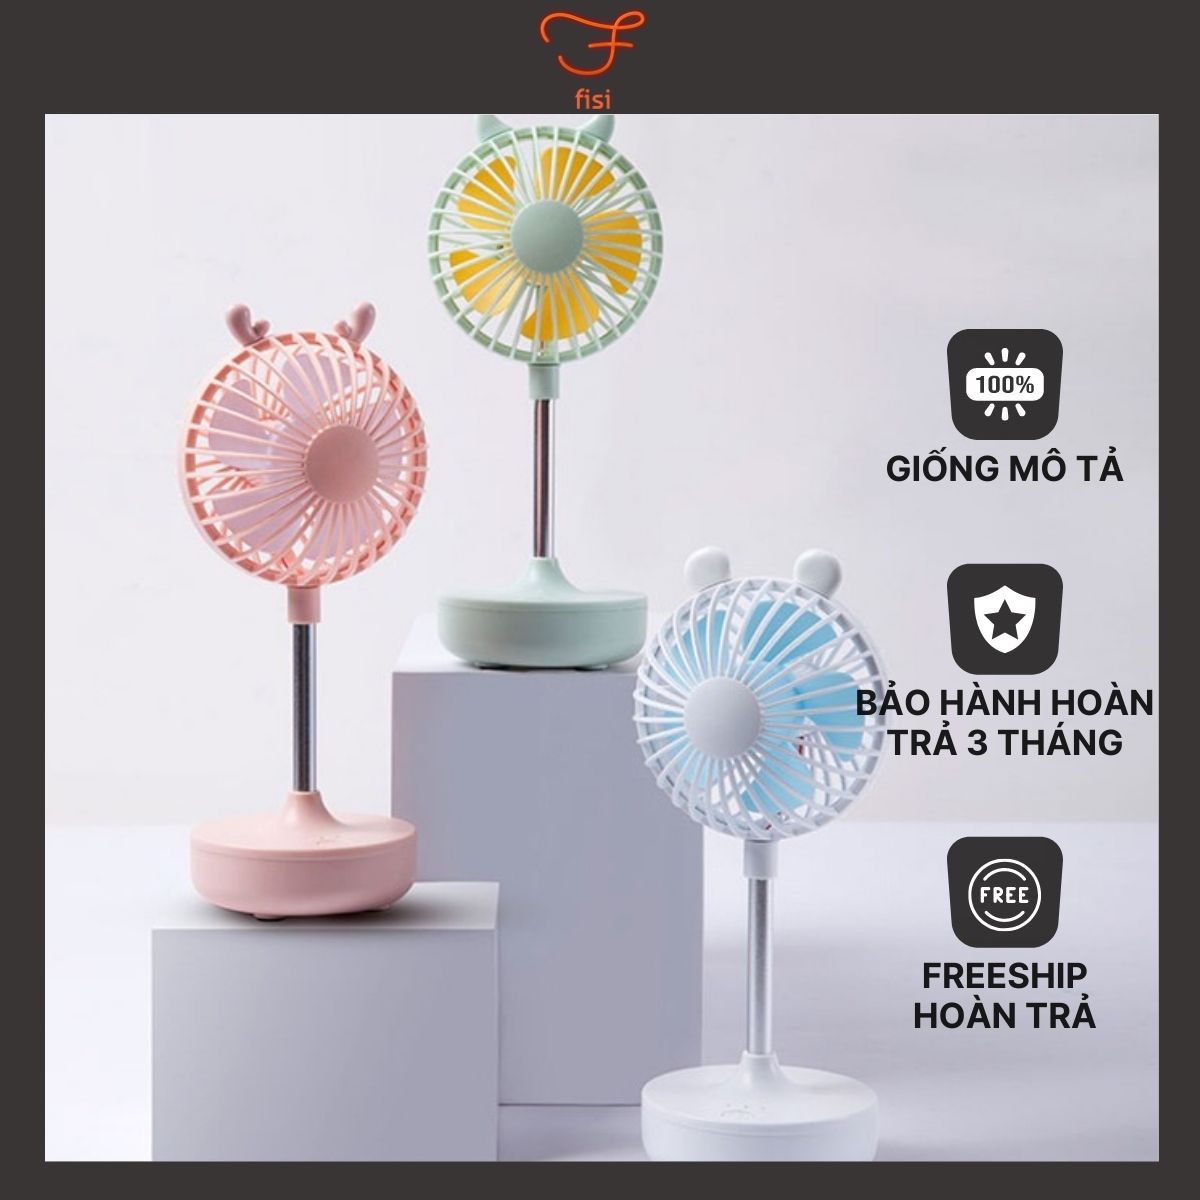 fisi
100%
GIỐNG MÔ TẢ
BẢO HÀNH HOÀN
TRẢ 3 THÁNG
FREE
FREESHIP
HOÀN TRẢ